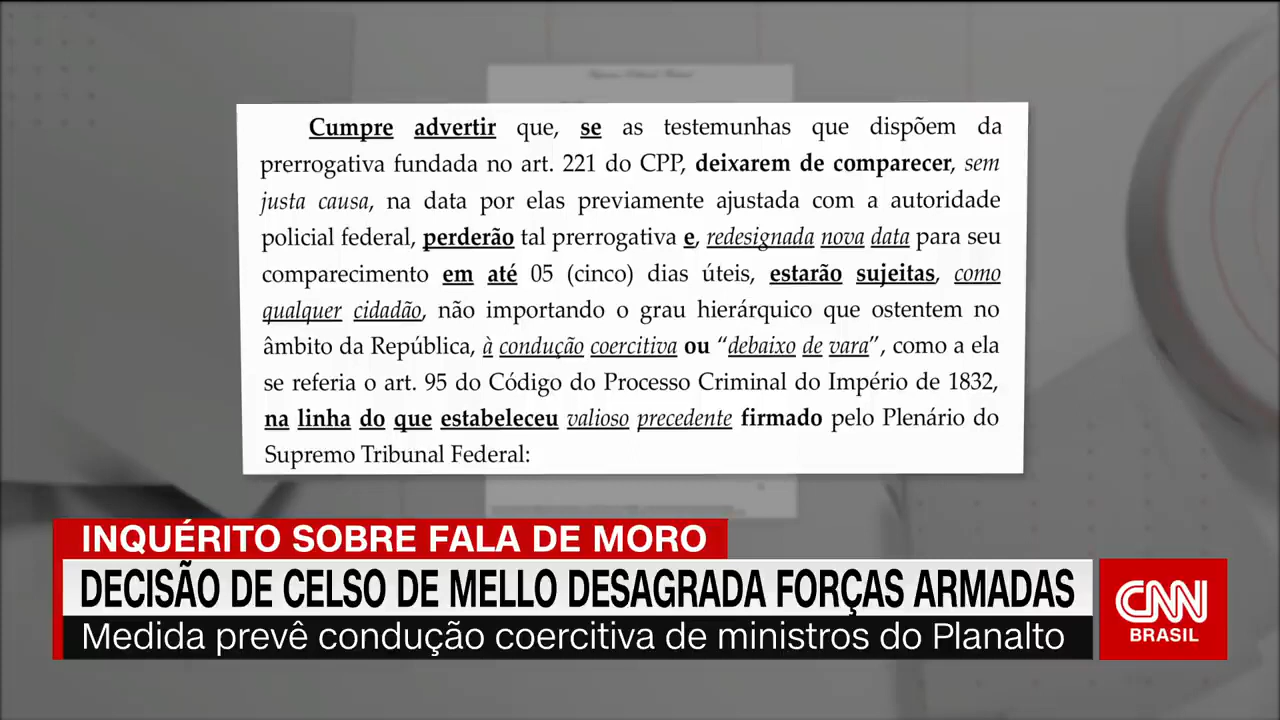 Cumpre advertir que, se as testemunhas que dispõem da
prerrogativa fundada no art. 221 do CPP, deixarem de comparecer, sem
justa causa, na data por elas previamente ajustada com a autoridade
policial federal, perderão tal prerrogativa e, redesignada nova data para seu
comparecimento em até 05 (cinco) dias úteis, estarão sujeitas, como
qualquer cidadão, não importando o grau hierárquico que ostentem no
âmbito da República, à condução coercitiva ou “debaixo de vara”, como a ela
se referia o art. 95 do Código do Processo Criminal do Império de 1832,
na linha do que estabeleceu valioso precedente firmado pelo Plenário do
Supremo Tribunal Federal:
INQUÉRITO SOBRE FALA DE MORO
DECISÃO DE CELSO DE MELLO DESAGRADA FORÇAS ARMADAS
Medida prevê condução coercitiva de ministros do Planalto
CNN
BRASIL